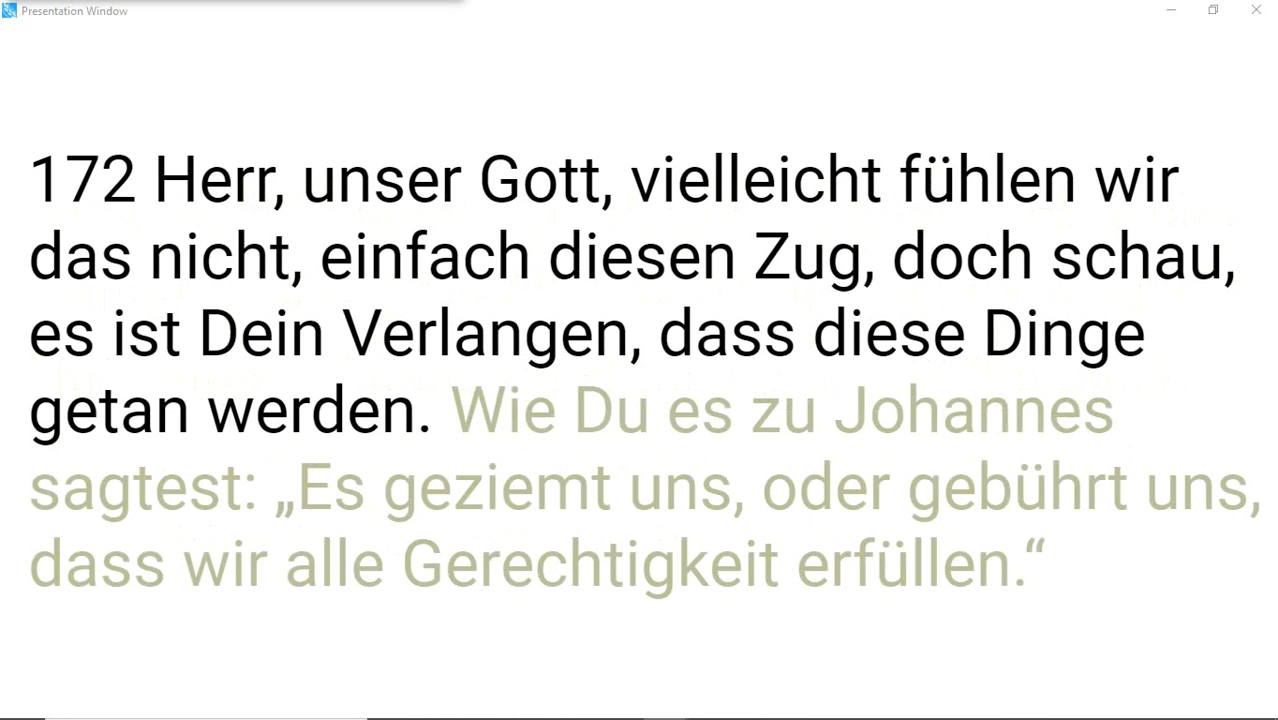 Presentation Window
172 Herr, unser Gott, vielleicht fühlen wir
das nicht, einfach diesen Zug, doch schau,
es ist Dein Verlangen, dass diese Dinge
getan werden. Wie Du es zu Johannes
sagtest: „Es geziemt uns, oder gebührt uns,
dass wir alle Gerechtigkeit erfüllen.“